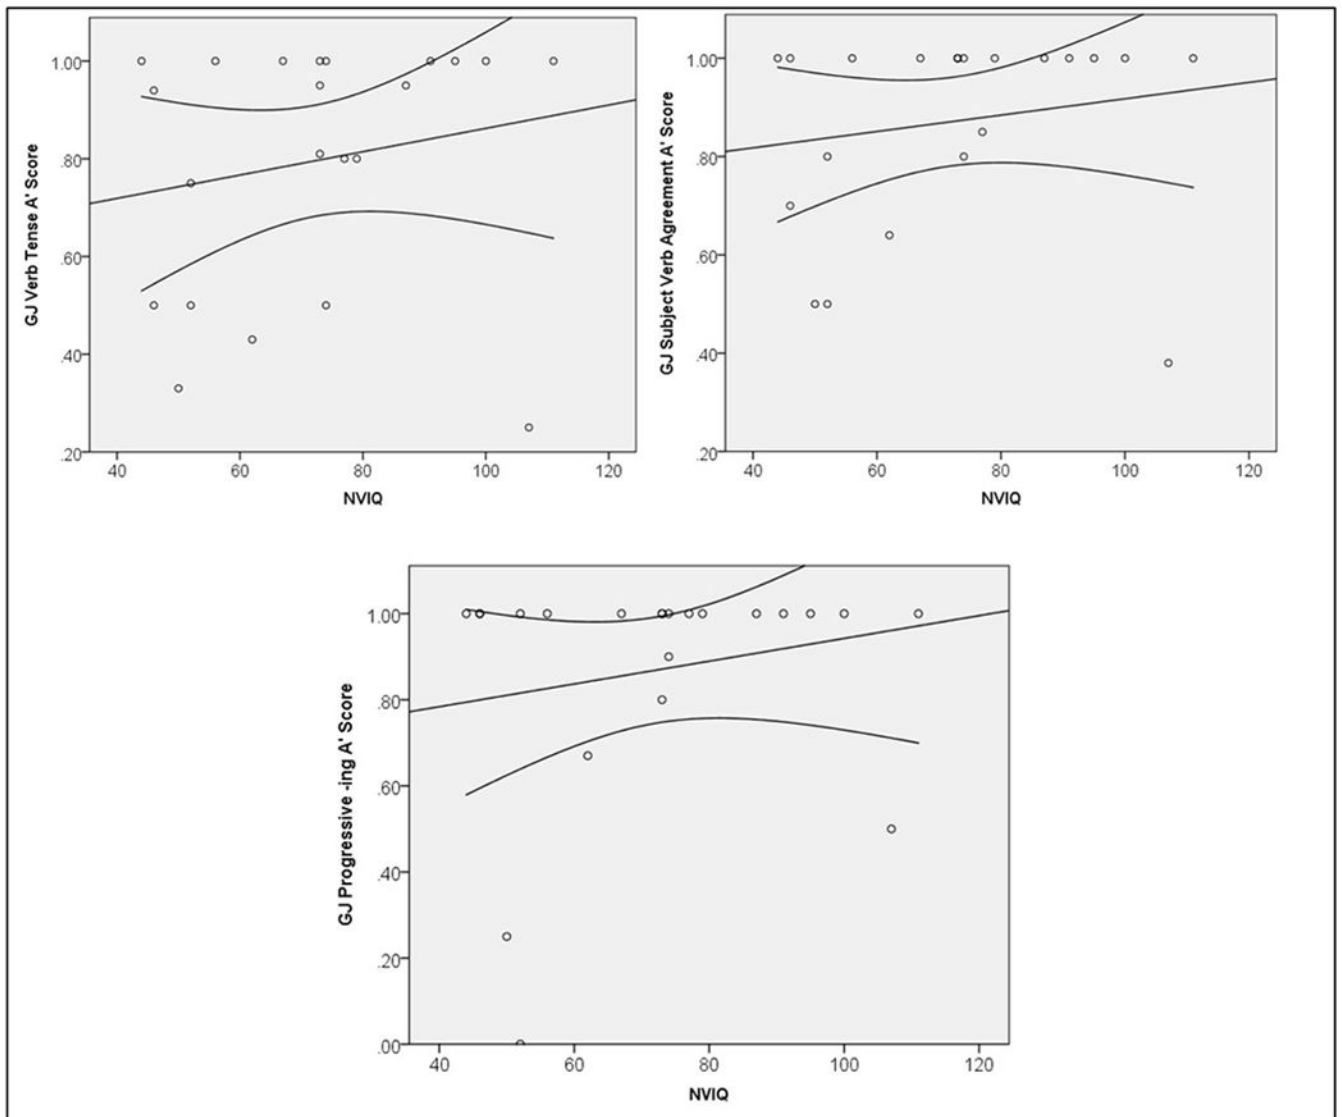 GJ Verb Tense A' Score
1.00
.80
.60
.40
.20
40 60 80 100 120
NVIQ
GJ Subject Verb Agreement A' Score
1.00
.80
.60
.40
.20
40 60 80 100 120
NVIQ
GJ Progressive -ing A' Score
1.00
.80
.60
.40
.20
.00
40 60 80 100 120
NVIQ